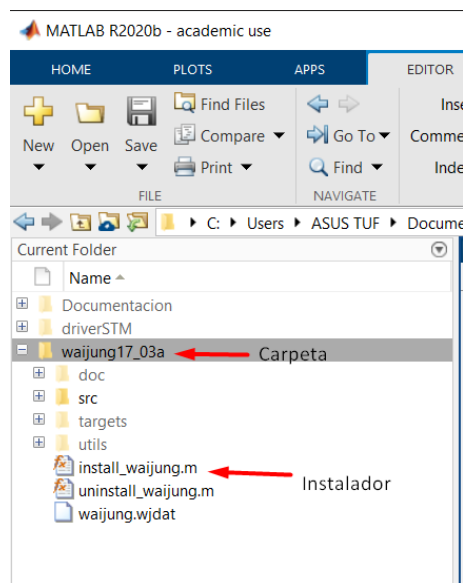 MATLAB R2020b - academic use
HOME PLOTS APPS EDITOR
Find Files
Compare
Print
New Open Save
Go To
Find
Comme
FILE NAVIGATE
C: Users ASUS TUF Docume
Current Folder
Name
Documentacion
driverSTM
waijung17_03a Carpeta
doc
src
targets
utils
install_waijung.m
Instalador
uninstall_waijung.m
waijung.wjdat